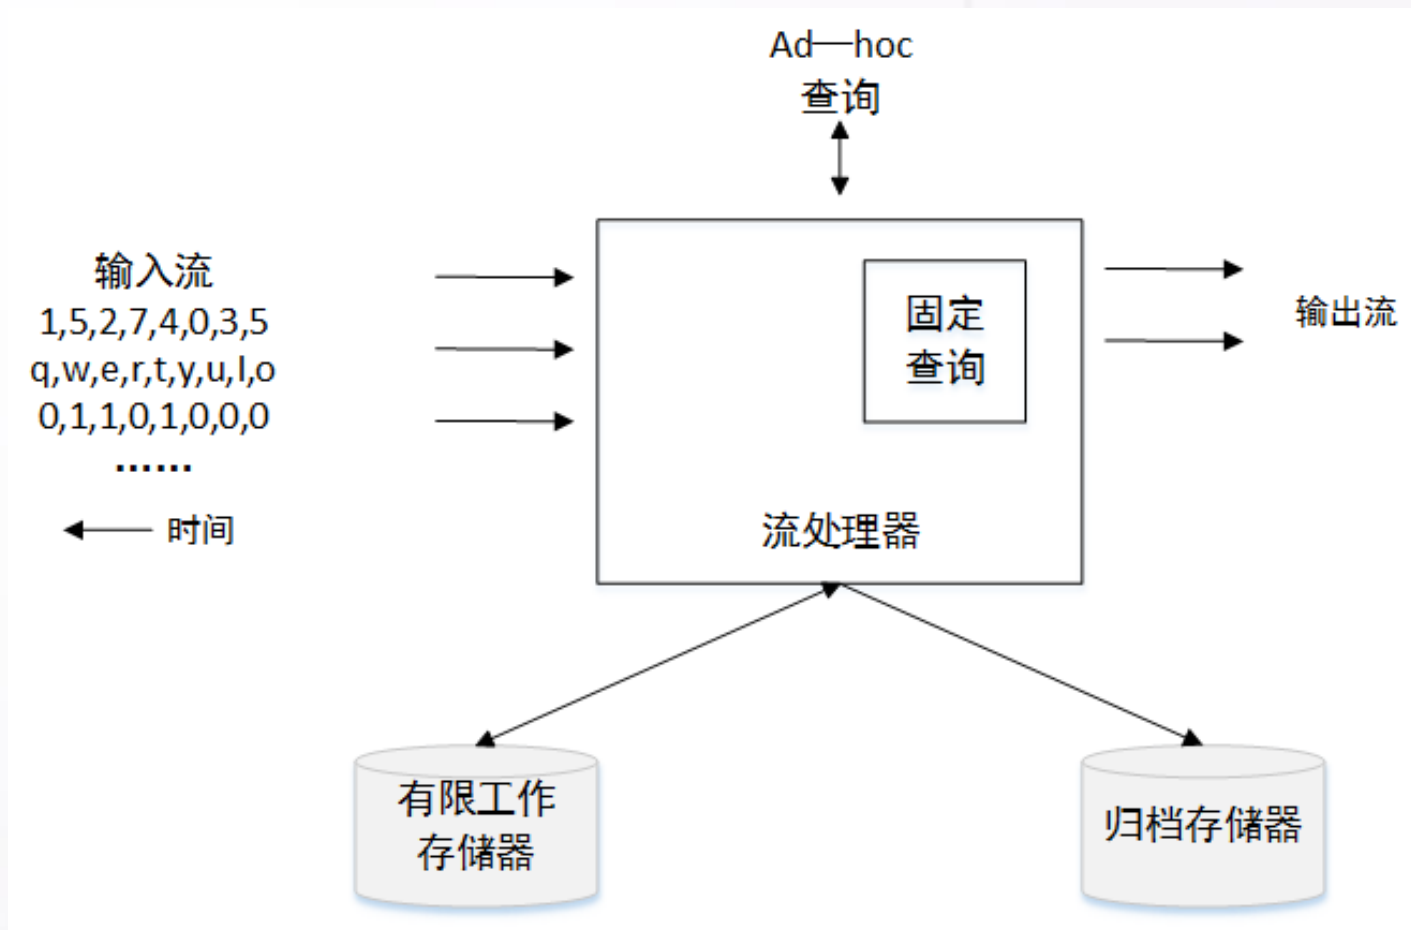 Ad—hoc
查询
输入流
1,5,2,7,4,0,3,5
q,w,e,r,t,y,u,l,o
0,1,1,0,1,0,0,0
......
时间
固定
查询
流处理器
输出流
有限工作
存储器
归档存储器